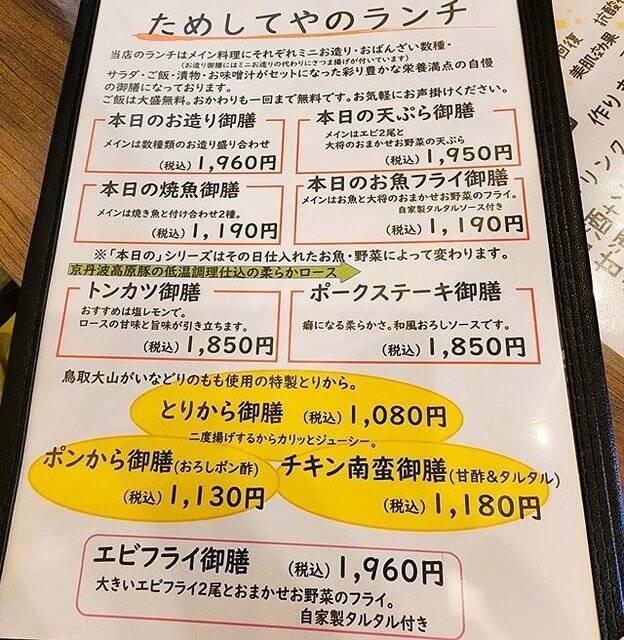 ためしてやのランチ
当店のランチはメイン料理にそれぞれミニお造り・おばんざい数種・
(お造り御膳にはミニお造りの代わりにさつま揚げが付いています)
サラダ・ご飯・漬物・お味噌汁がセットになった彩り豊かな栄養満点の自慢
の御膳になっております。
ご飯は大盛無料。おかわりも一回まで無料です。お気軽にお声掛けください。
本日のお造り御膳
メインは数種類のお造り盛り合わせ
(税込) 1,960円
本日の天ぷら御膳
メインはエビ2尾と
大将のおまかせお野菜の天ぷら
(税込) 1,950円
本日の焼魚御膳
メインは焼き魚と付け合わせ2種。
(税込) 1,190円
本日のお魚フライ御膳
メインはお魚と大将のおまかせお野菜のフライ。
自家製タルタルソース付き
(税込) 1,190円
※「本日の」シリーズはその日仕入れたお魚・野菜によって変わります。
京丹波高原豚の低温調理仕込の柔らかロース
トンカツ御膳
おすすめは塩レモンで。
ロースの甘味と旨味が引き立ちます。
(税込) 1,850円
ポークステーキ御膳
癖になる柔らかさ。和風おろしソースです。
(税込) 1,850円
鳥取大山がいなどりのもも使用の特製とりから。
とりから御膳 (税込) 1,080円
二度揚げするからカリッとジューシー。
ポンから御膳(おろしポン酢)
(税込) 1,130円
チキン南蛮御膳(甘酢&タルタル)
(税込) 1,180円
エビフライ御膳 (税込) 1,960円
大きいエビフライ2尾とおまかせお野菜のフライ。
自家製タルタル付き
回復
美肌効果
作り
リンク